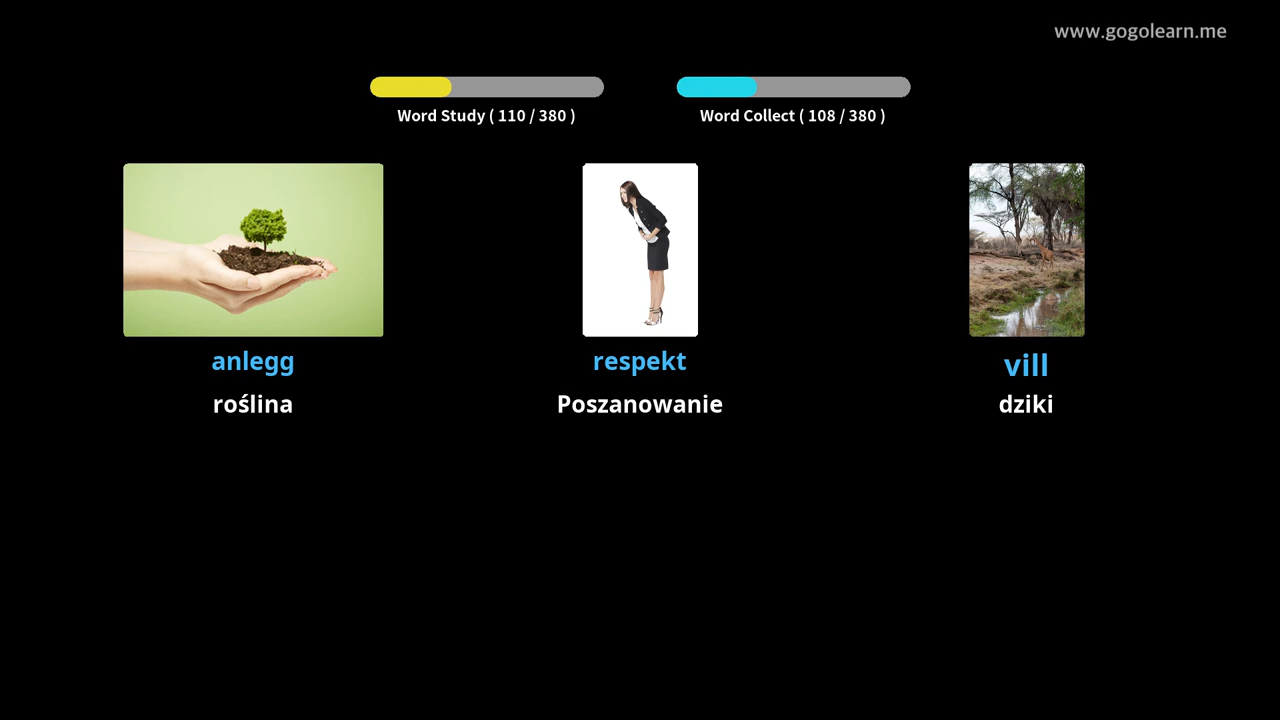 www.gogolearn.me
Word Study ( 110 / 380 )
Word Collect ( 108 / 380 )
anlegg
respekt
vill
roślina
Poszanowanie
dziki